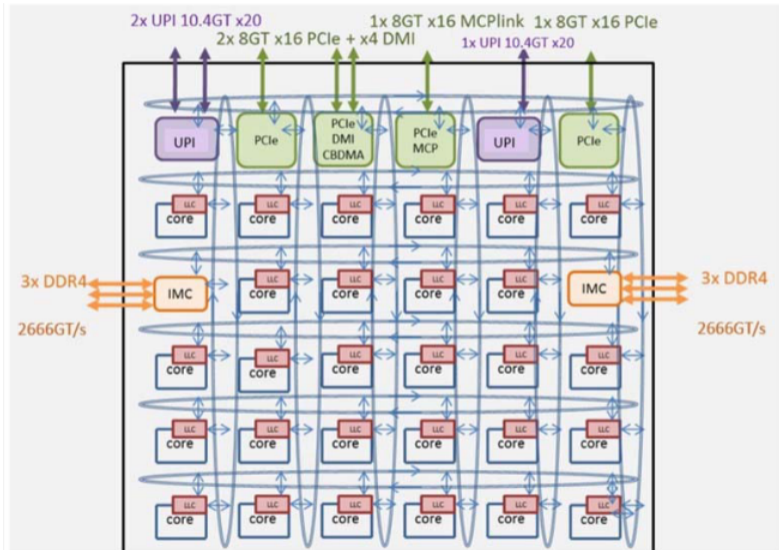 2x UPI 10.4GT x20
1x 8GT x16 MCPlink
1x 8GT x16 PCIe
2x 8GT x16 PCIe + x4 DMI
1x UPI 10.4GT x20
UPI
PCIe
PCIe
DMI
CBDMA
PCIe
MCP
UPI
PCIe
LLC LLC LLC LLC LLC LLC
core core core core core core
3x DDR4
IMC
LLC LLC LLC LLC
core core core core
IMC
3x DDR4
2666GT/s
2666GT/s
LLC LLC LLC LLC LLC LLC
core core core core core core
LLC LLC LLC LLC LLC LLC
core core core core core core
LLC LLC LLC LLC LLC LLC
core core core core core core